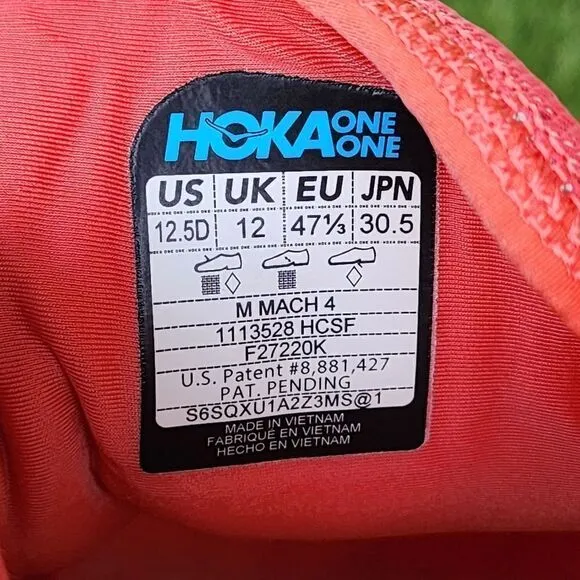 HOKA ONE ONE
US UK EU JPN
12.5D 12 47⅓ 30.5
M MACH 4
1113528 HCSF
F27220K
U.S. Patent #8,881,427
PAT. PENDING
S6SQXU1A2Z3MS@1
MADE IN VIETNAM
FABRIQUÉ EN VIETNAM
HECHO EN VIETNAM